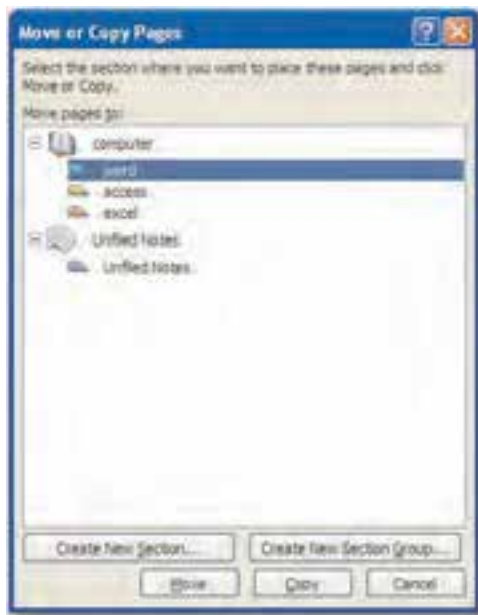 Move or Copy Pages
Select the section where you want to place these pages and click
Move or Copy.
Move pages to:
computer
word
access
excel
Unfiled Notes
Unfiled Notes
Create New Section...
Create New Section Group...
Move
Copy
Cancel